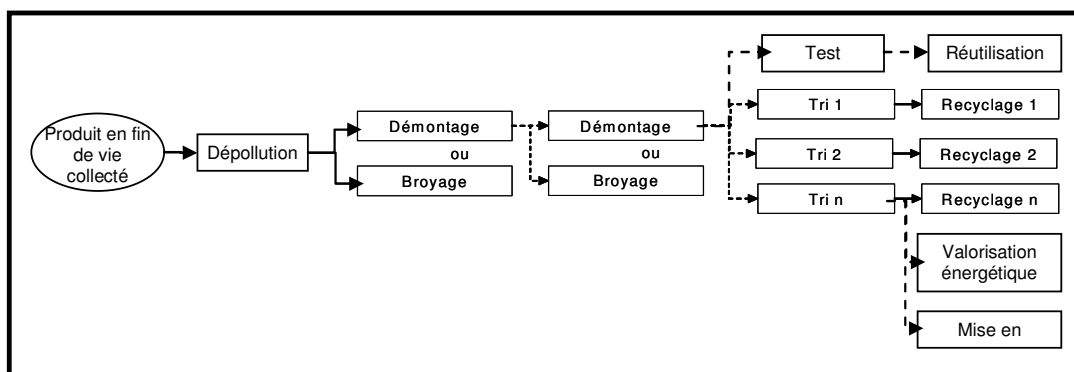 Produit en fin
de vie
collecté
Dépollution
Démontage
ou
Broyage
Démontage
ou
Broyage
Test
Réutilisation
Tri 1
Recyclage 1
Tri 2
Recyclage 2
Tri n
Recyclage n
Valorisation
énergétique
Mise en